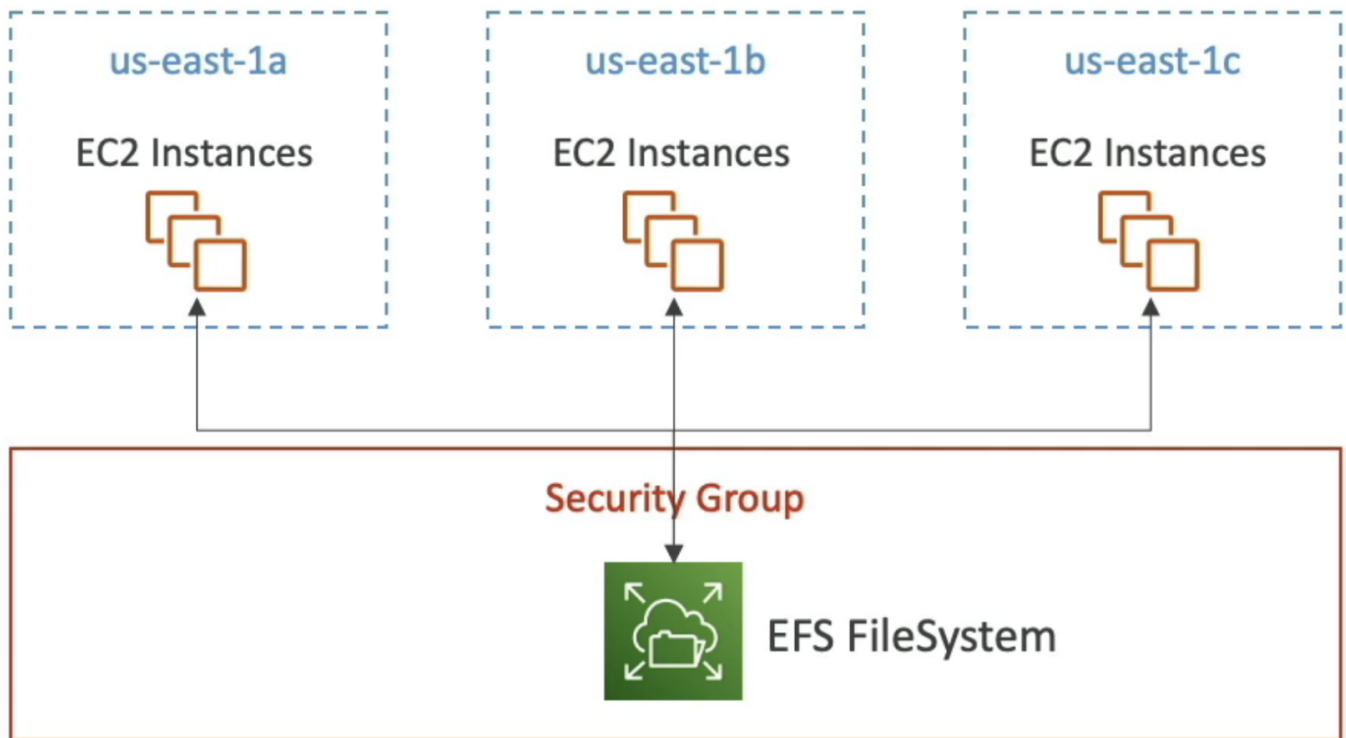 us-east-1a
us-east-1b
us-east-1c
EC2 Instances
EC2 Instances
EC2 Instances
Security Group
EFS FileSystem